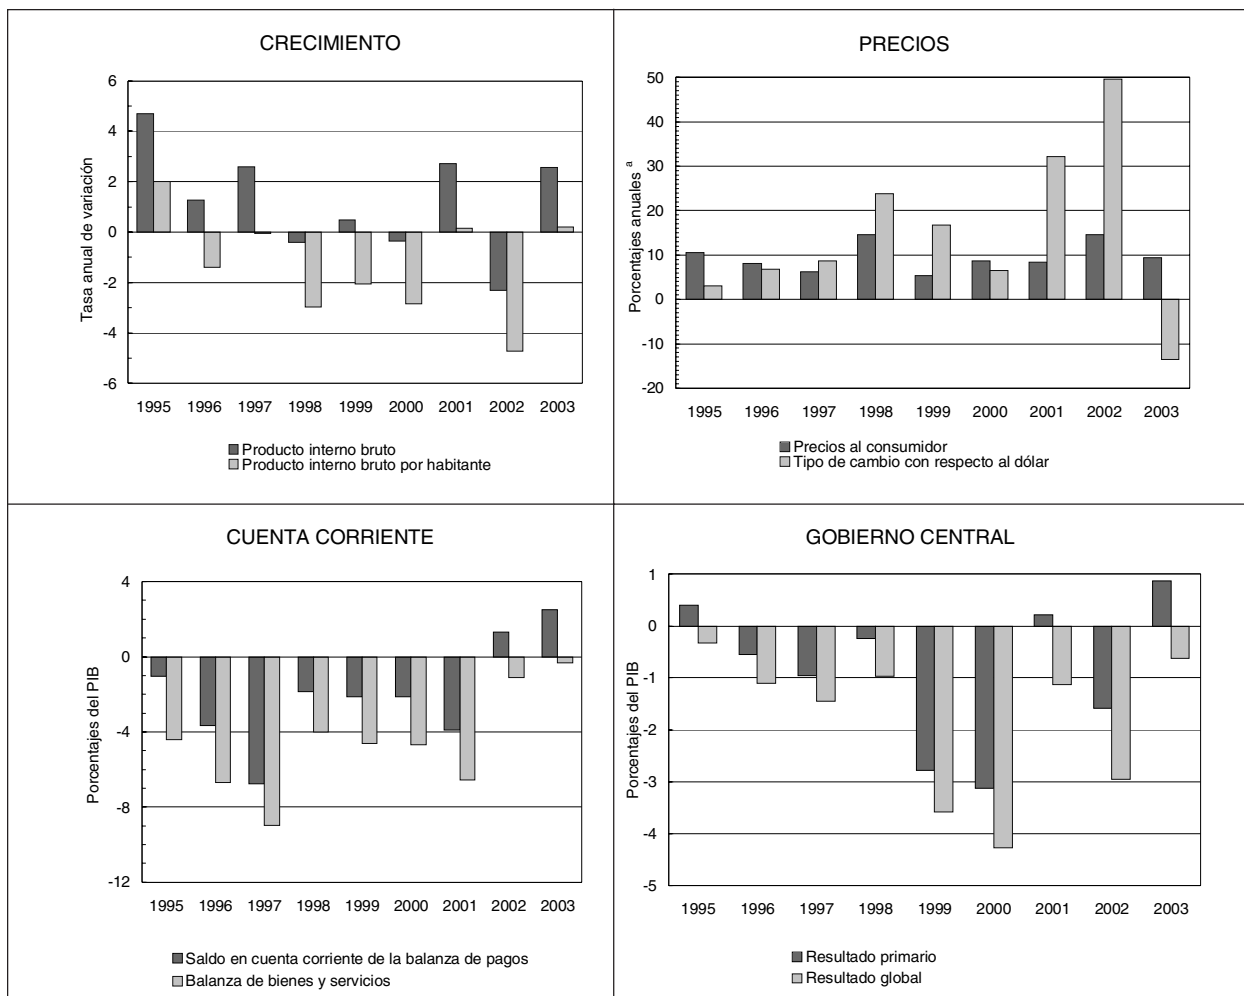 CRECIMIENTO
Tasa anual de variación
6
4
2
0
-2
-4
-6
1995 1996 1997 1998 1999 2000 2001 2002 2003
Producto interno bruto
Producto interno bruto por habitante
PRECIOS
Porcentajes anuales a
50
40
30
20
10
0
-10
-20
1995 1996 1997 1998 1999 2000 2001 2002 2003
Precios al consumidor
Tipo de cambio con respecto al dólar
CUENTA CORRIENTE
Porcentajes del PIB
4
0
-4
-8
-12
1995 1996 1997 1998 1999 2000 2001 2002 2003
Saldo en cuenta corriente de la balanza de pagos
Balanza de bienes y servicios
GOBIERNO CENTRAL
Porcentajes del PIB
1
0
-1
-2
-3
-4
-5
1995 1996 1997 1998 1999 2000 2001 2002 2003
Resultado primario
Resultado global